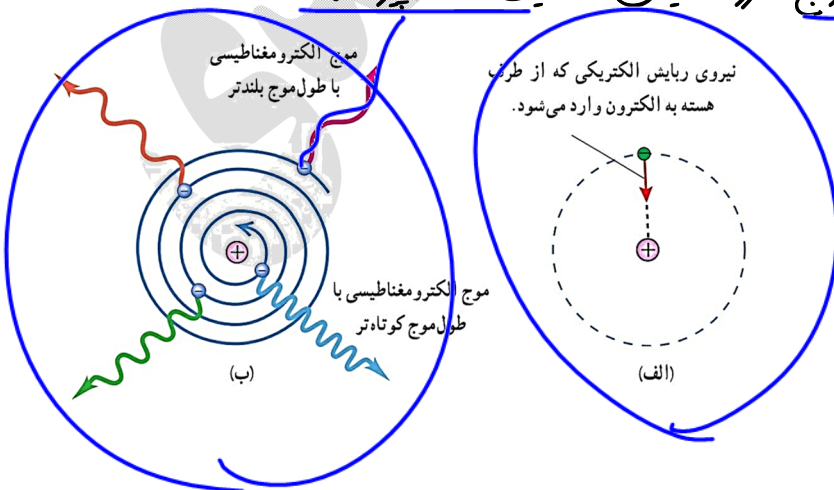 نیروی ربایش الکتریکی که از طرف
هسته به الکترون وارد می‌شود.
(الف)
موج الکترومغناطیسی
با طول‌موج بلندتر
موج الکترومغناطیسی با
طول‌موج کوتاه‌تر
(ب)